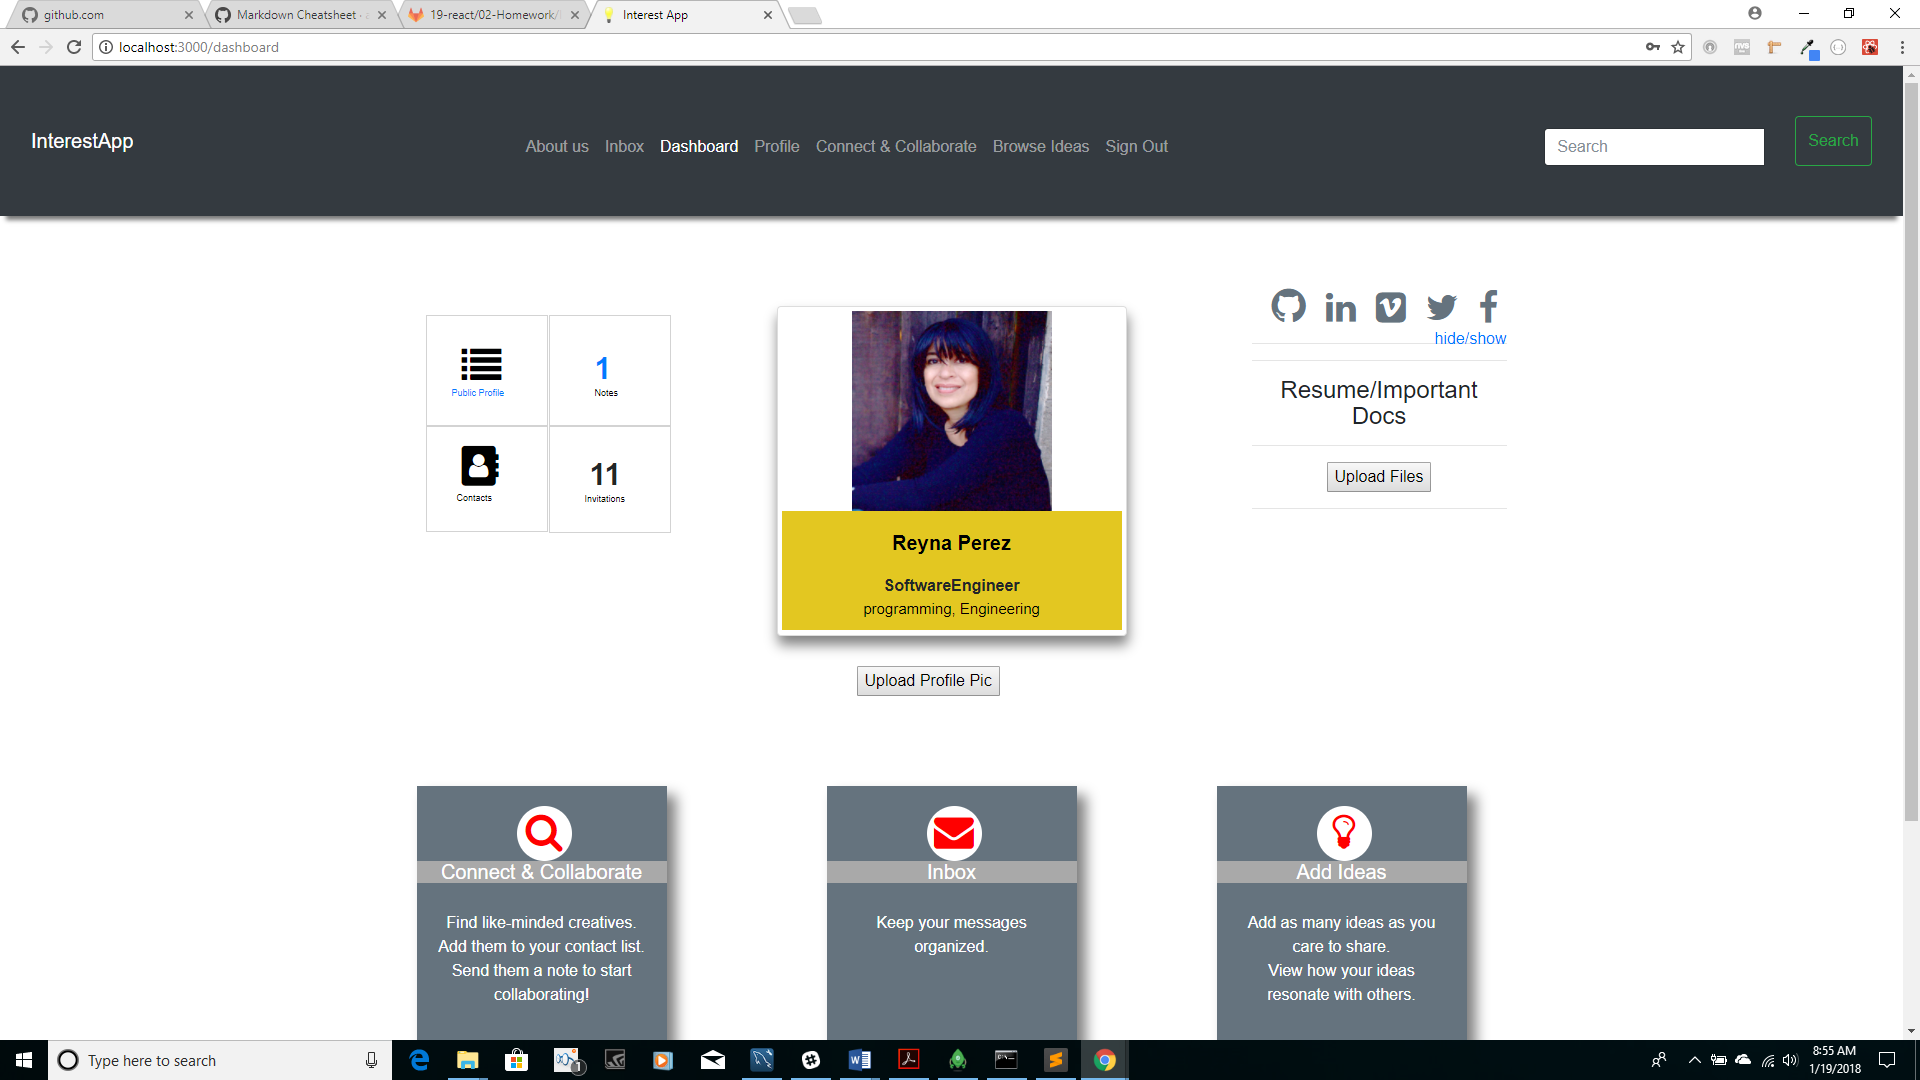 github.com
Markdown Cheatsheet
19-react/02-Homework/
Interest App
localhost:3000/dashboard
InterestApp
About us Inbox Dashboard Profile Connect & Collaborate Browse Ideas Sign Out
Search
Search
Public Profile
1
Notes
Contacts
11
Invitations
Reyna Perez
SoftwareEngineer
programming, Engineering
Upload Profile Pic
hide/show
Resume/Important
Docs
Upload Files
Connect & Collaborate
Find like-minded creatives.
Add them to your contact list.
Send them a note to start
collaborating!
Inbox
Keep your messages
organized.
Add Ideas
Add as many ideas as you
care to share.
View how your ideas
resonate with others.
Type here to search
1
8:55 AM
1/19/2018